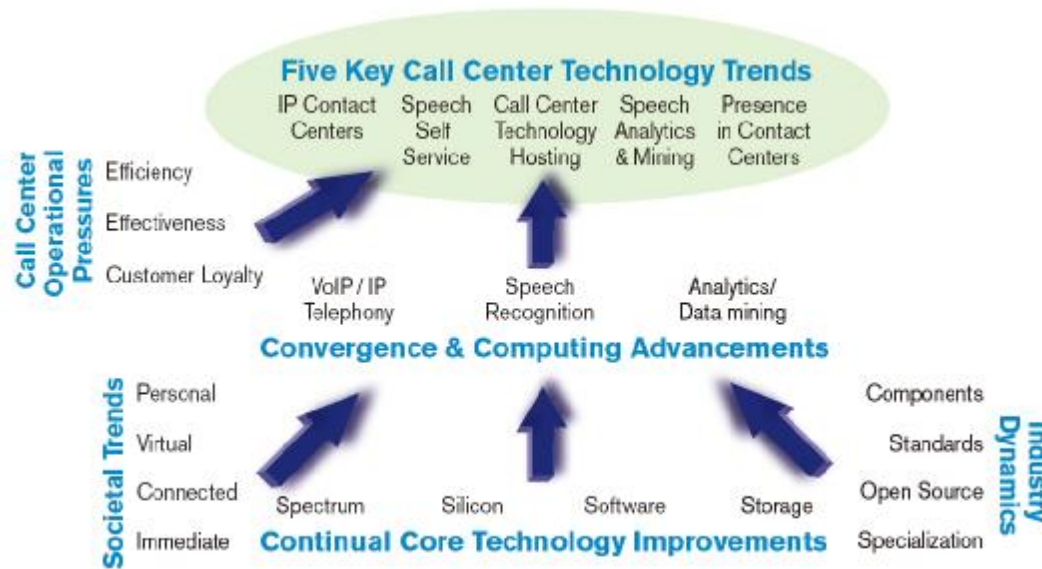 Five Key Call Center Technology Trends
IP Contact
Centers
Speech
Self
Service
Call Center
Technology
Hosting
Speech
Analytics
& Mining
Presence
in Contact
Centers
Call Center
Operational
Pressures
Efficiency
Effectiveness
Customer Loyalty
VoIP / IP
Telephony
Speech
Recognition
Analytics/
Data mining
Convergence & Computing Advancements
Societal Trends
Personal
Virtual
Connected
Immediate
Components
Standards
Open Source
Specialization
Industry
Dynamics
Spectrum
Silicon
Software
Storage
Continual Core Technology Improvements